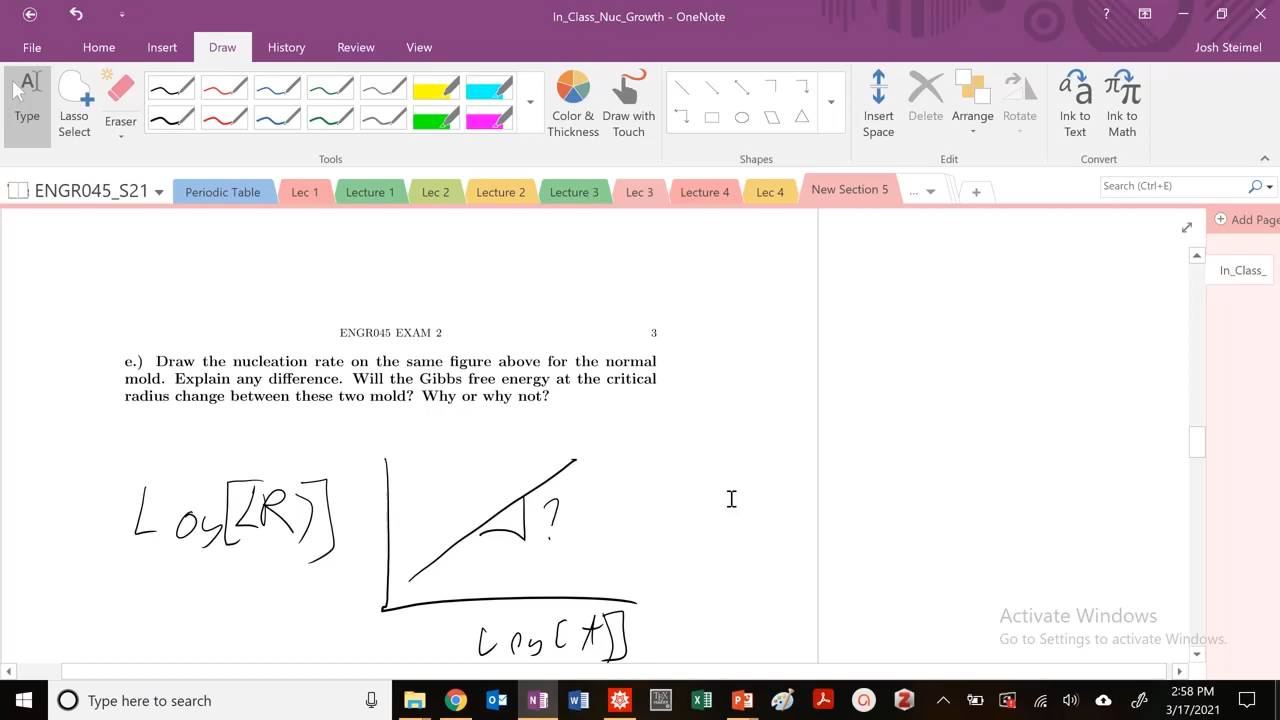 In_Class_Nuc_Growth - OneNote
Josh Steimel
File Home Insert Draw History Review View
Type
Lasso Select
Eraser
Color & Thickness
Draw with Touch
Insert Space
Delete
Arrange
Rotate
Ink to Text
Ink to Math
Tools
Shapes
Edit
Convert
ENGR045_S21
Periodic Table
Lec 1
Lecture 1
Lec 2
Lecture 2
Lecture 3
Lec 3
Lecture 4
Lec 4
New Section 5
...
Search (Ctrl+E)
Add Page
In_Class_
ENGR045 EXAM 2 3
e.) Draw the nucleation rate on the same figure above for the normal
mold. Explain any difference. Will the Gibbs free energy at the critical
radius change between these two mold? Why or why not?
Log[⟨R⟩]
?
Log[t]
Activate Windows
Go to Settings to activate Windows.
Type here to search
2:58 PM
3/17/2021